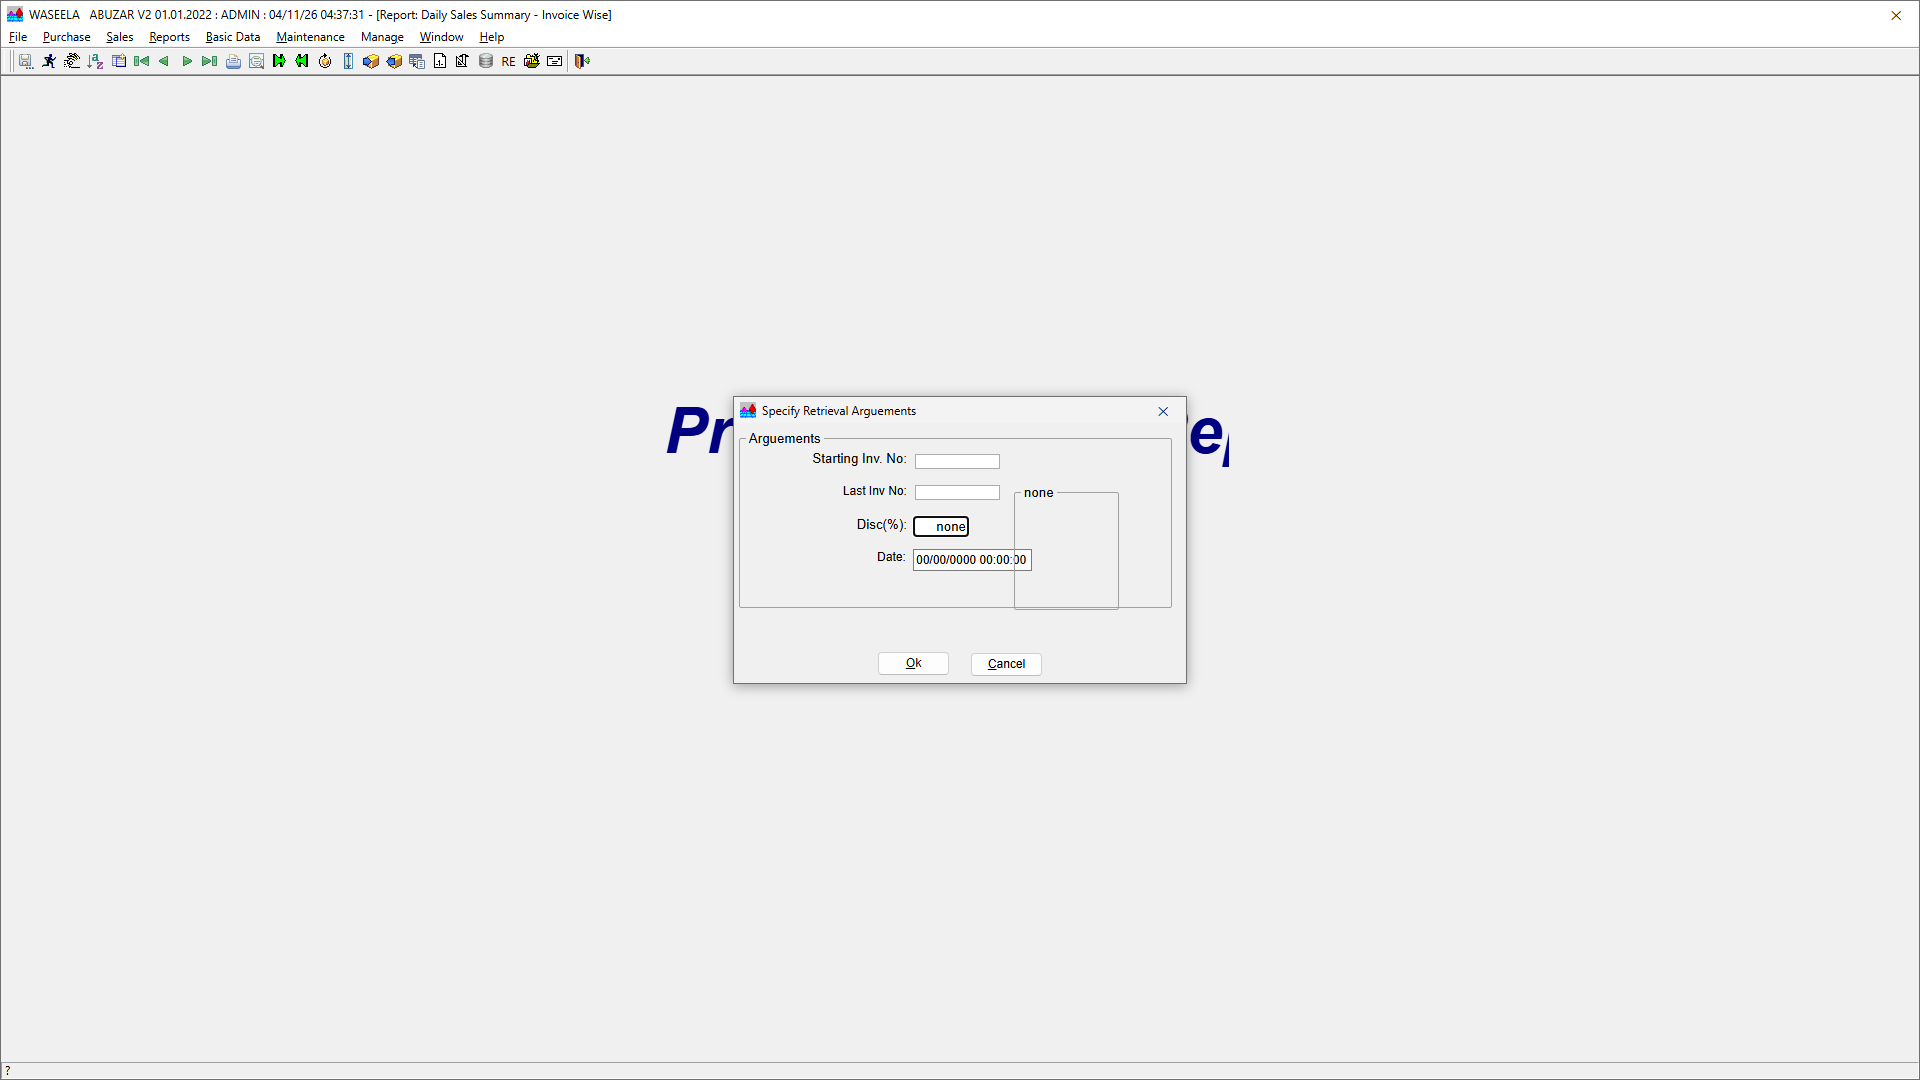 WASEELA   ABUZAR V2 01.01.2022 : ADMIN : 04/11/26 04:37:31 - [Report: Daily Sales Summary - Invoice Wise]
File Purchase Sales Reports Basic Data Maintenance Manage Window Help
RE
Specify Retrieval Arguements
Arguements
Starting Inv. No:
Last Inv No:
none
Disc(%): none
Date: 00/00/0000 00:00:00
Ok Cancel
?